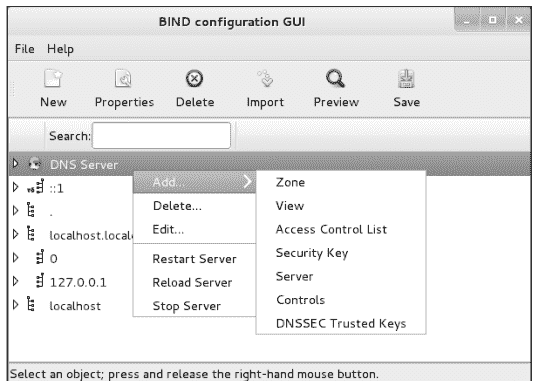 BIND configuration GUI
File Help
New Properties Delete Import Preview Save
Search:
DNS Server
::1
.
localhost.local
0
127.0.0.1
localhost
Add...
Delete...
Edit...
Restart Server
Reload Server
Stop Server
Zone
View
Access Control List
Security Key
Server
Controls
DNSSEC Trusted Keys
Select an object; press and release the right-hand mouse button.